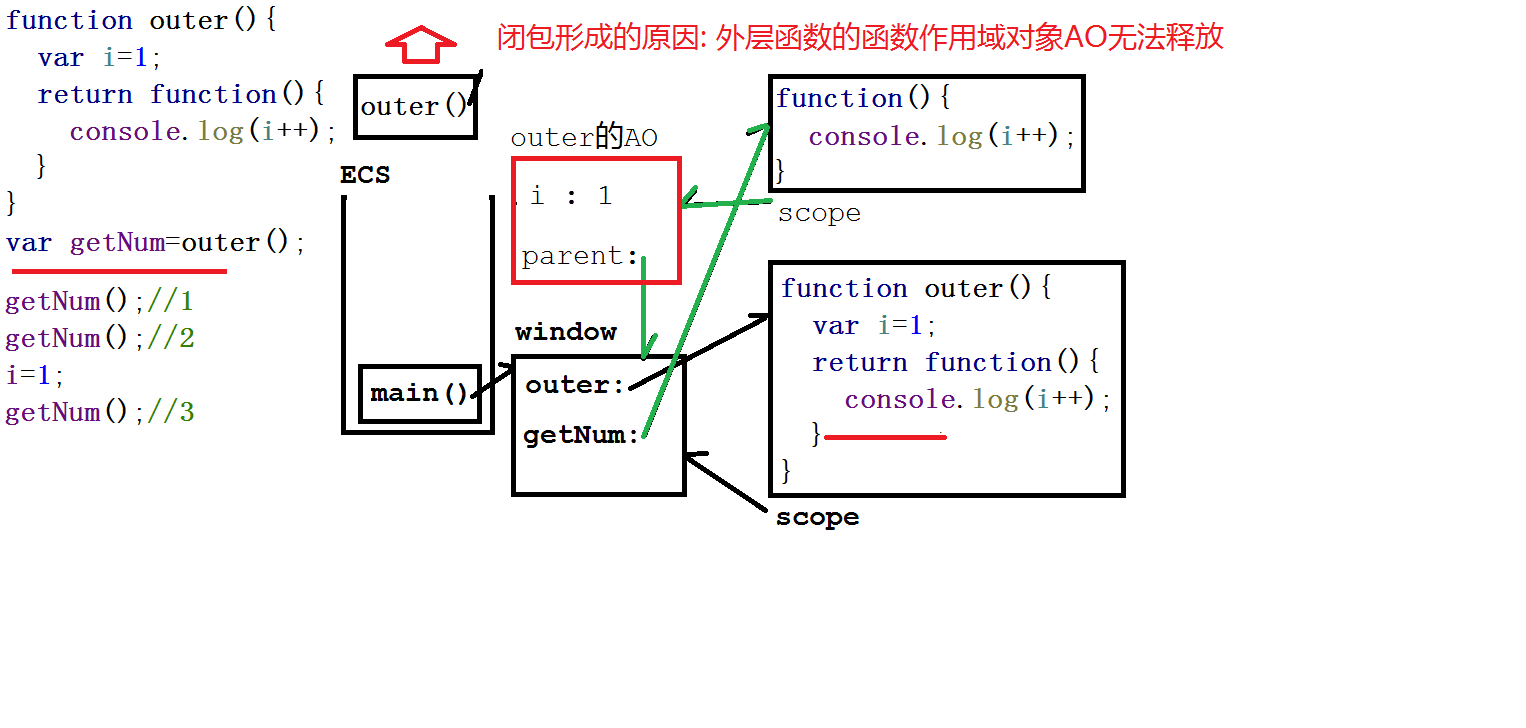 function outer(){
  var i=1;
  return function(){
    console.log(i++);
  }
}
var getNum=outer();
getNum();//1
getNum();//2
i=1;
getNum();//3
闭包形成的原因: 外层函数的函数作用域对象AO无法释放
outer()
ECS
main()
outer的AO
i : 1
parent:
window
outer:
getNum:
function(){
  console.log(i++);
}
scope
function outer(){
  var i=1;
  return function(){
    console.log(i++);
  }
}
scope